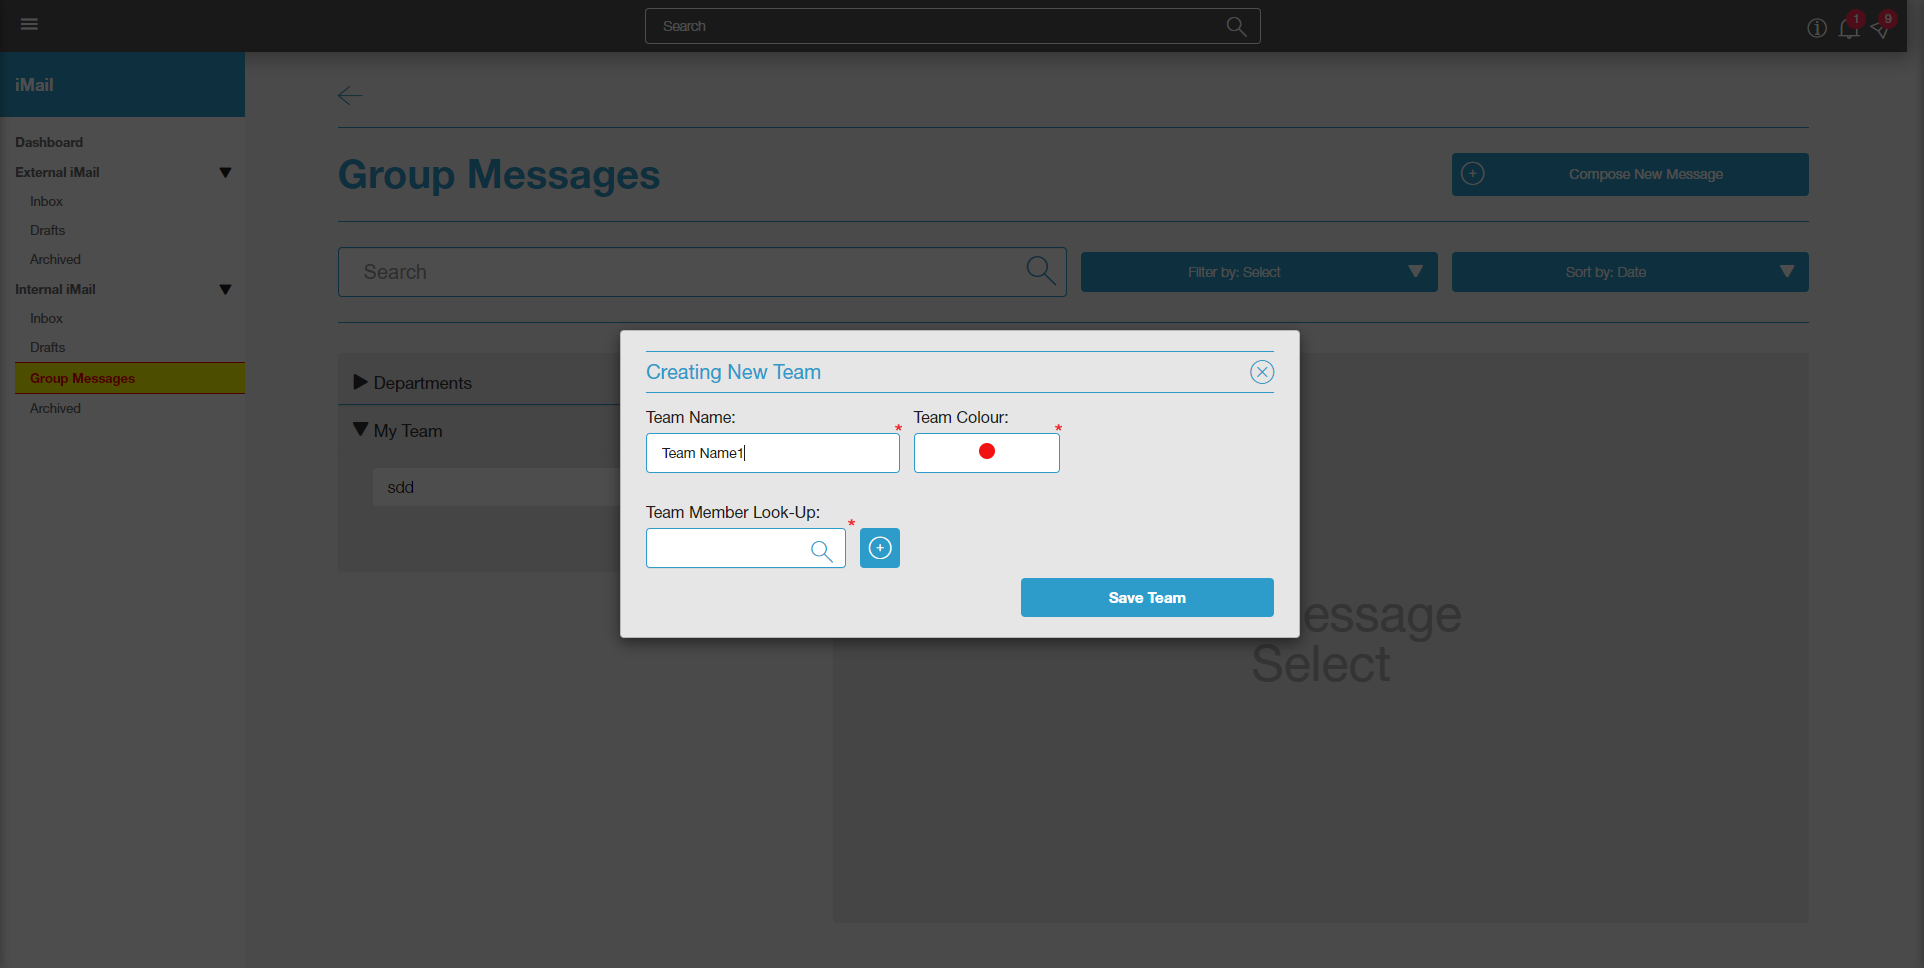 Search
1
9
iMail
Dashboard
External iMail
Inbox
Drafts
Archived
Internal iMail
Inbox
Drafts
Group Messages
Archived
Group Messages
Compose New Message
Search
Filter by: Select
Sort by: Date
Departments
My Team
sdd
Creating New Team
Team Name:
*
Team Colour:
*
Team Name1
Team Member Look-Up:
*
Save Team
essage
Select